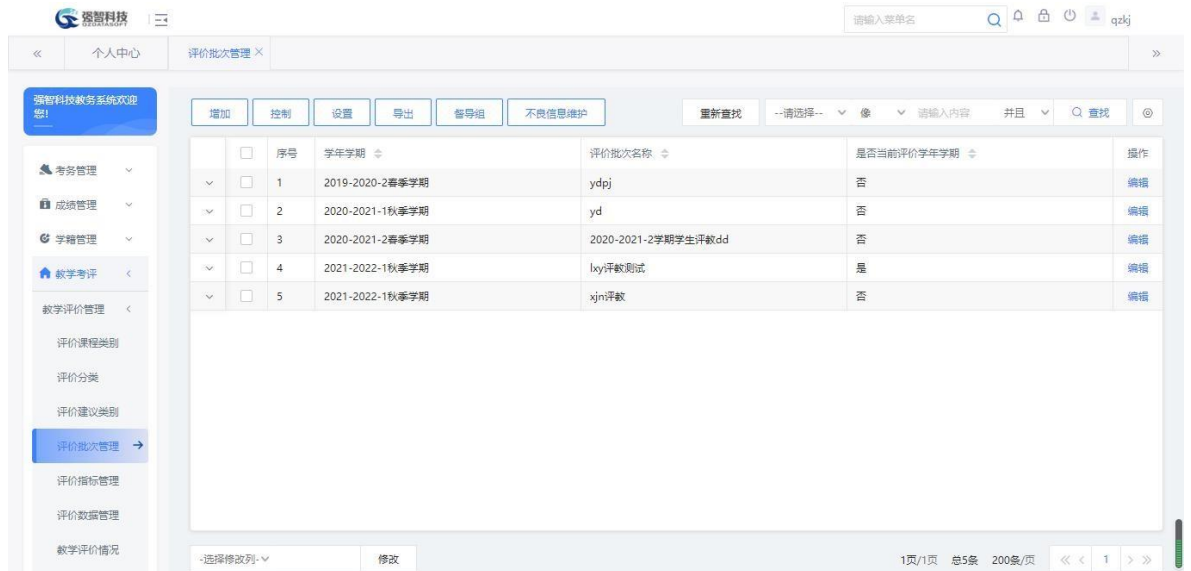 强智科技
QZDATASOFT
请输入菜单名
qzkj
个人中心
评价批次管理
强智科技教务系统欢迎您!
考务管理
成绩管理
学籍管理
教学考评
教学评价管理
评价课程类别
评价分类
评价建议类别
评价批次管理
评价指标管理
评价数据管理
教学评价情况
增加 控制 设置 导出 督导组 不良信息维护 重新查找 --请选择-- 像 请输入内容 并且 查找
序号 学年学期 评价批次名称 是否当前评价学年学期 操作
1 2019-2020-2春季学期 ydpj 否 编辑
2 2020-2021-1秋季学期 yd 否 编辑
3 2020-2021-2春季学期 2020-2021-2学期学生评教dd 否 编辑
4 2021-2022-1秋季学期 lxy评教测试 是 编辑
5 2021-2022-1秋季学期 xjn评教 否 编辑
-选择修改列- 修改 1页/1页 总5条 200条/页 1